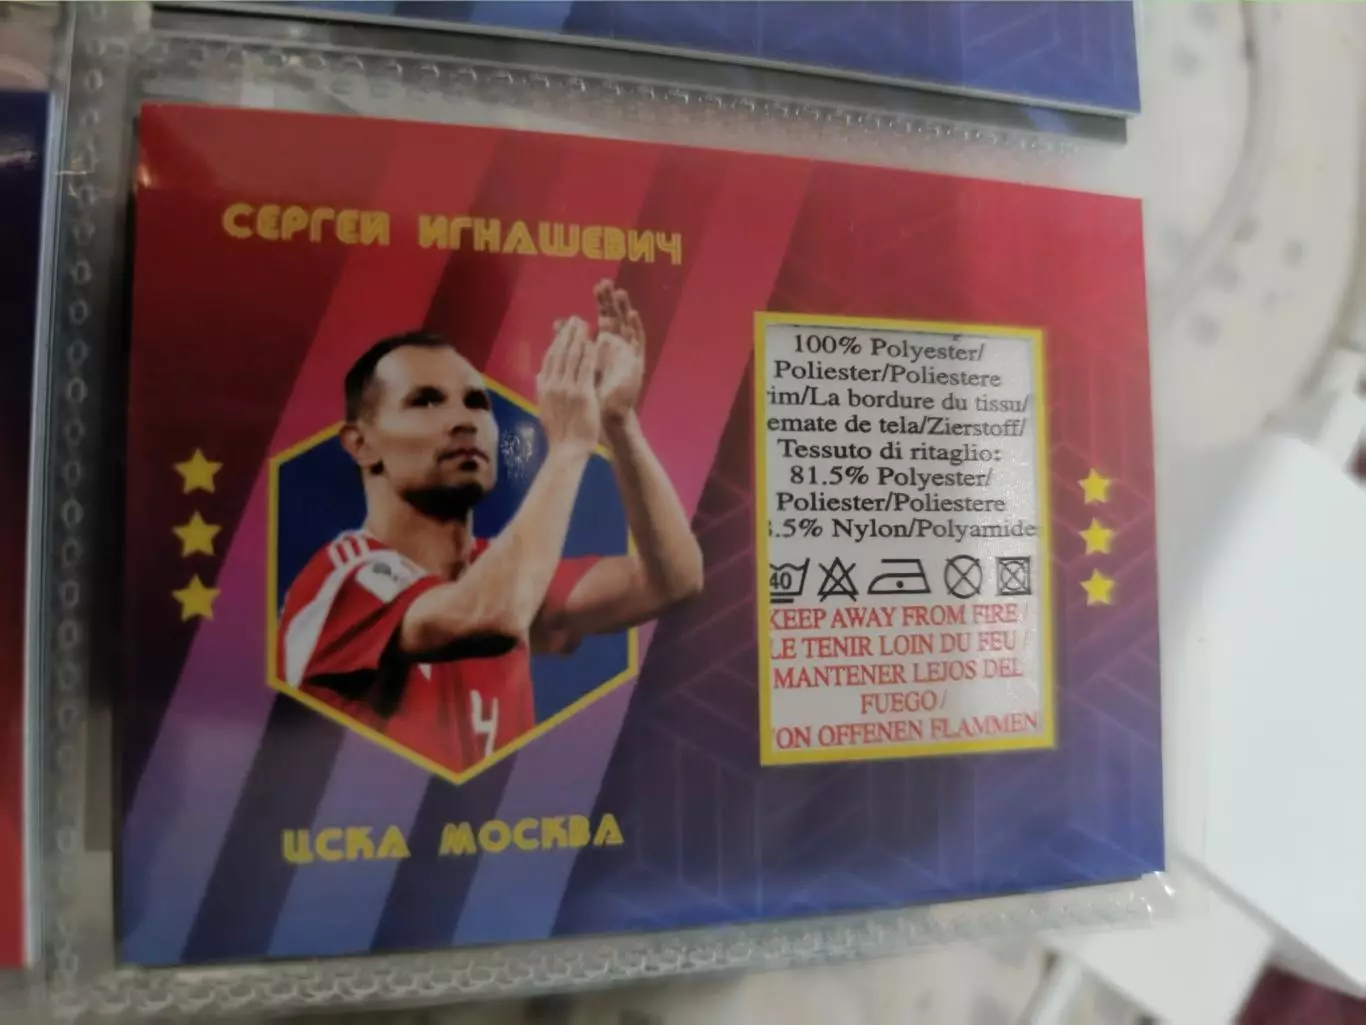 СЕРГЕЙ ИГНАШЕВИЧ
100% Polyester/
Poliester/Poliestere
rim/La bordure du tissu/
emate de tela/Zierstoff/
Tessuto di ritaglio:
81.5% Polyester/
Poliester/Poliestere
.5% Nylon/Polyamide
40
KEEP AWAY FROM FIRE/
LE TENIR LOIN DU FEU /
MANTENER LEJOS DEL
FUEGO/
ON OFFENEN FLAMMEN
4
ЦСКА МОСКВА